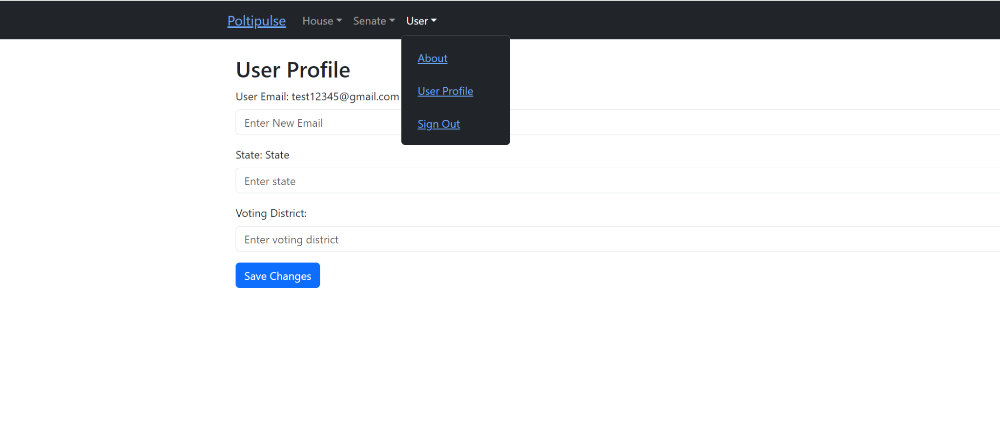 Poltipulse House Senate User
About
User Profile
Sign Out
User Profile
User Email: test12345@gmail.com
Enter New Email
State: State
Enter state
Voting District:
Enter voting district
Save Changes